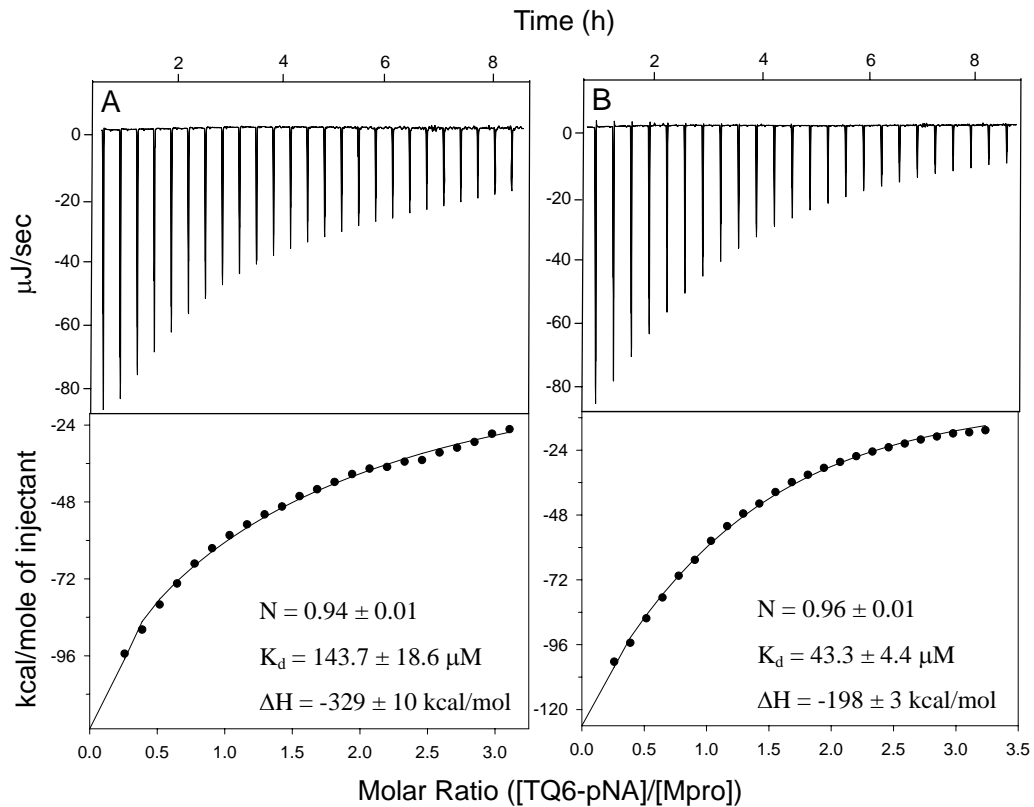 Time (h)
2 4 6 8 2 4 6 8
A
B
µJ/sec
0
-20
-40
-60
-80
0
-20
-40
-60
-80
kcal/mole of injectant
-24
-48
-72
-96
N = 0.94 ± 0.01
Kd = 143.7 ± 18.6 µM
ΔH = -329 ± 10 kcal/mol
0.0 0.5 1.0 1.5 2.0 2.5 3.0
-24
-48
-72
-96
-120
N = 0.96 ± 0.01
Kd = 43.3 ± 4.4 µM
ΔH = -198 ± 3 kcal/mol
0.0 0.5 1.0 1.5 2.0 2.5 3.0 3.5
Molar Ratio ([TQ6-pNA]/[Mpro])